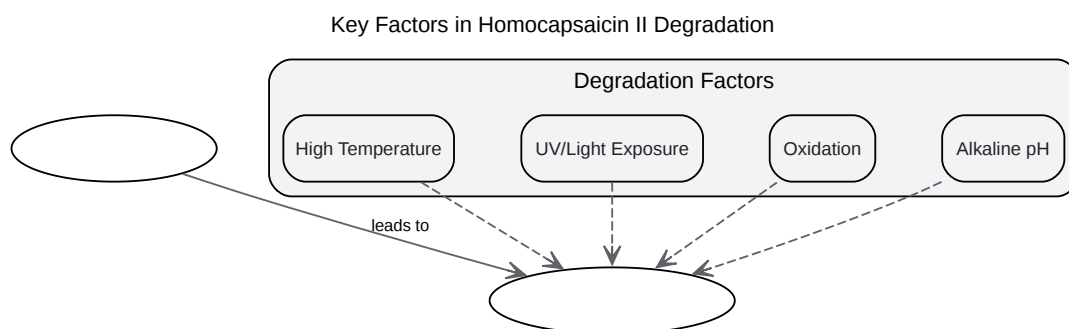 Key Factors in Homocapsaicin II Degradation
Degradation Factors
High Temperature
UV/Light Exposure
Oxidation
Alkaline pH
leads to